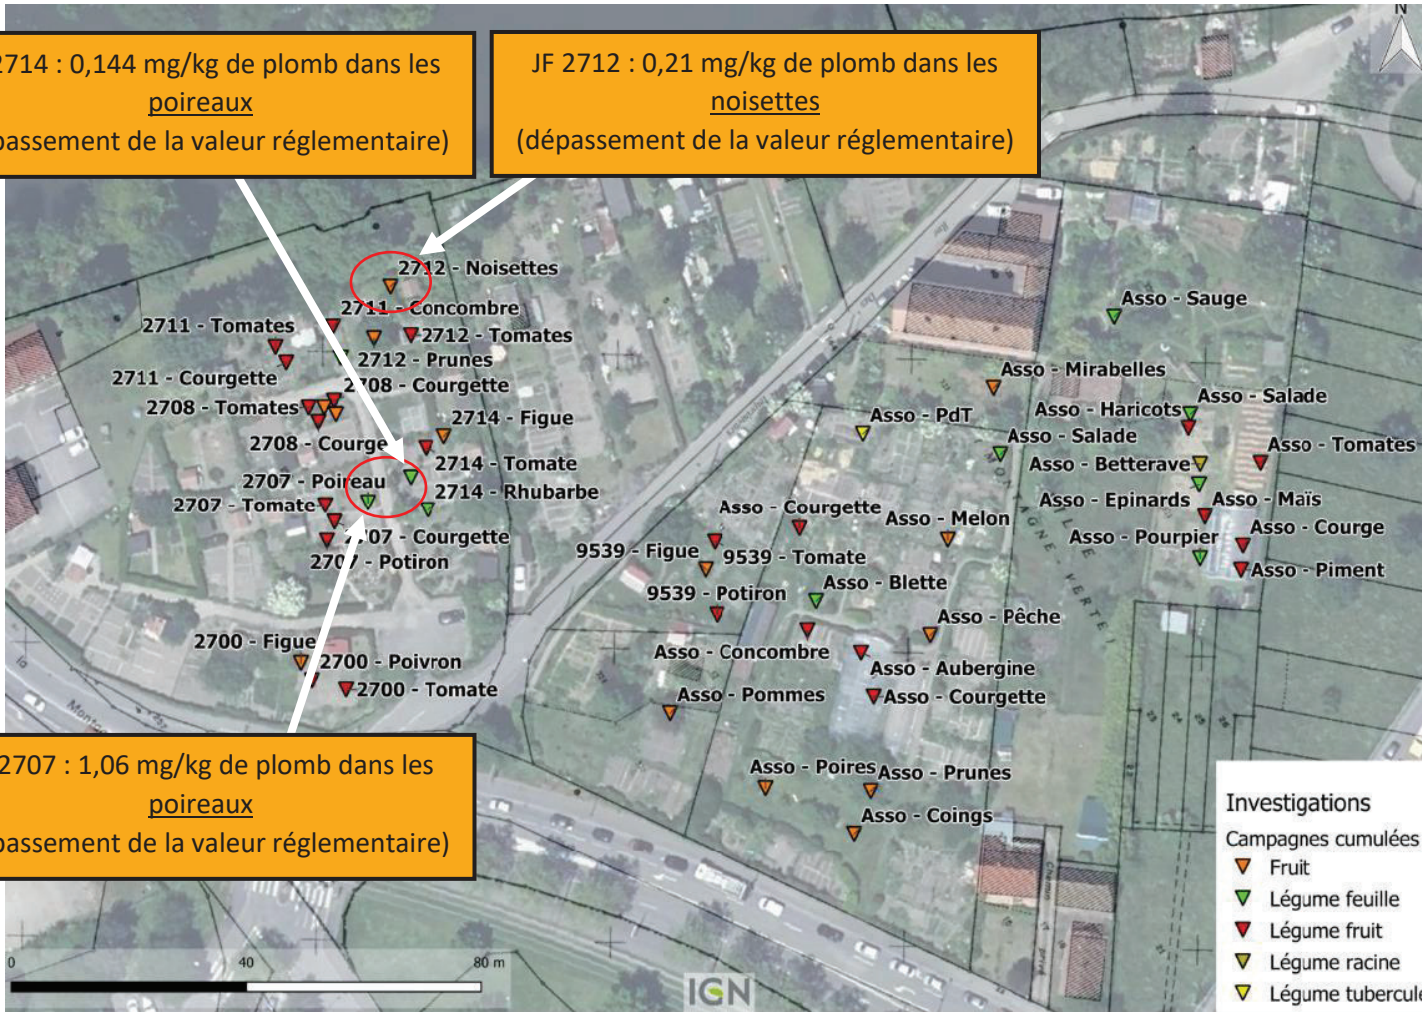 2714 : 0,144 mg/kg de plomb dans les
poireaux
passement de la valeur réglementaire)
JF 2712 : 0,21 mg/kg de plomb dans les
noisettes
(dépassement de la valeur réglementaire)
N
2712 - Noisettes
2711 - Concombre
2711 - Tomates
2712 - Tomates
2712 - Prunes
2711 - Courgette
2708 - Courgette
2708 - Tomates
2714 - Figue
2708 - Courge
2714 - Tomate
2707 - Poireau
2714 - Rhubarbe
2707 - Tomate
2707 - Courgette
2707 - Potiron
2700 - Figue
2700 - Poivron
2700 - Tomate
Asso - Sauge
Asso - Mirabelles
Asso - PdT
Asso - Haricots
Asso - Salade
Asso - Salade
Asso - Tomates
Asso - Betterave
Asso - Epinards
Asso - Maïs
Asso - Courgette
Asso - Melon
Asso - Pourpier
Asso - Courge
9539 - Figue
9539 - Tomate
Asso - Piment
9539 - Potiron
Asso - Blette
Asso - Pêche
Asso - Concombre
Asso - Aubergine
Asso - Pommes
Asso - Courgette
Asso - Poires
Asso - Prunes
Asso - Coings
2707 : 1,06 mg/kg de plomb dans les
poireaux
passement de la valeur réglementaire)
0 40 80 m
IGN
Investigations
Campagnes cumulées
Fruit
Légume feuille
Légume fruit
Légume racine
Légume tubercule